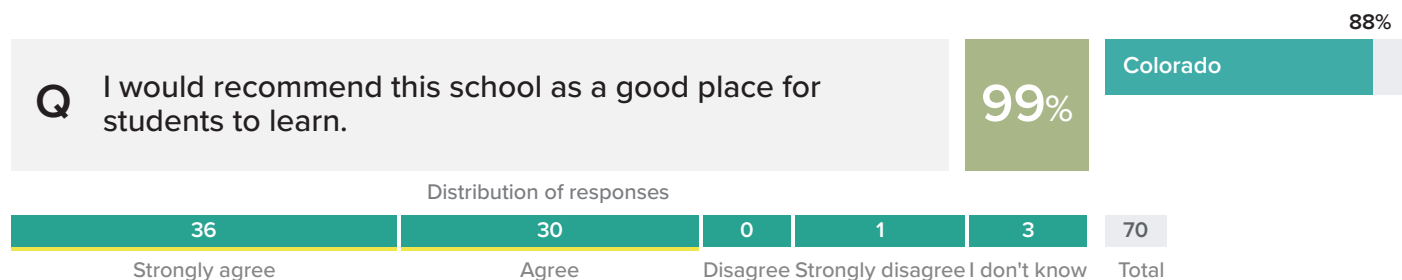 88%
Q I would recommend this school as a good place for
students to learn.
99%
Colorado
Distribution of responses
36 30 0 1 3 70
Strongly agree Agree Disagree Strongly disagree I don't know Total